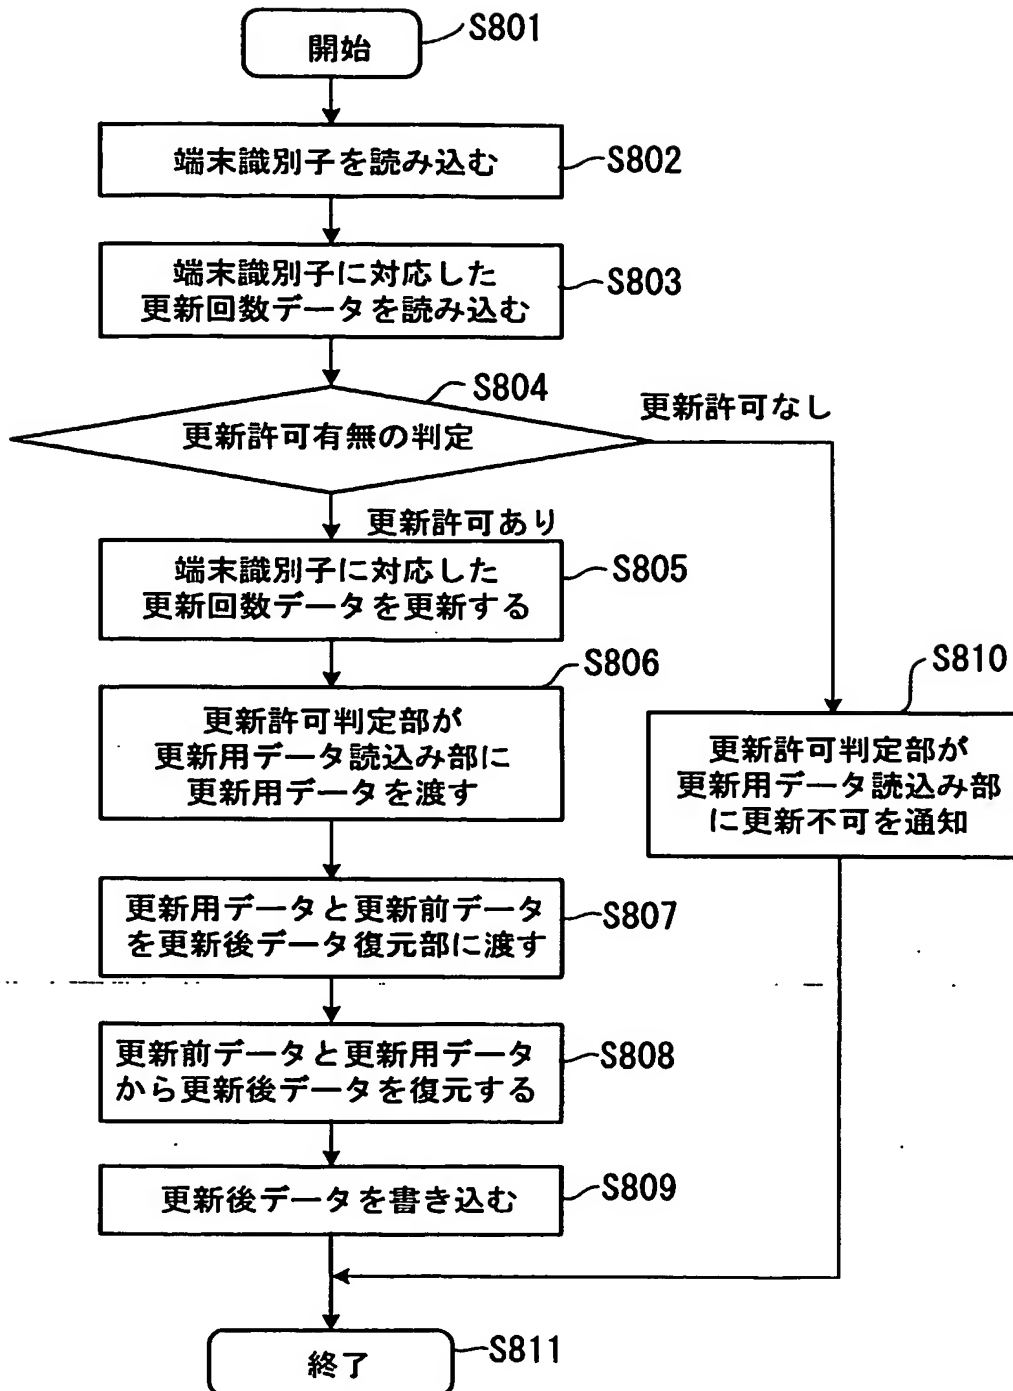 開始
S801
端末識別子を読み込む
S802
端末識別子に対応した
更新回数データを読み込む
S803
S804
更新許可有無の判定
更新許可なし
更新許可あり
端末識別子に対応した
更新回数データを更新する
S805
S806
更新許可判定部が
更新用データ読込み部に
更新用データを渡す
S810
更新許可判定部が
更新用データ読込み部
に更新不可を通知
更新用データと更新前データ
を更新後データ復元部に渡す
S807
更新前データと更新用データ
から更新後データを復元する
S808
更新後データを書き込む
S809
終了
S811